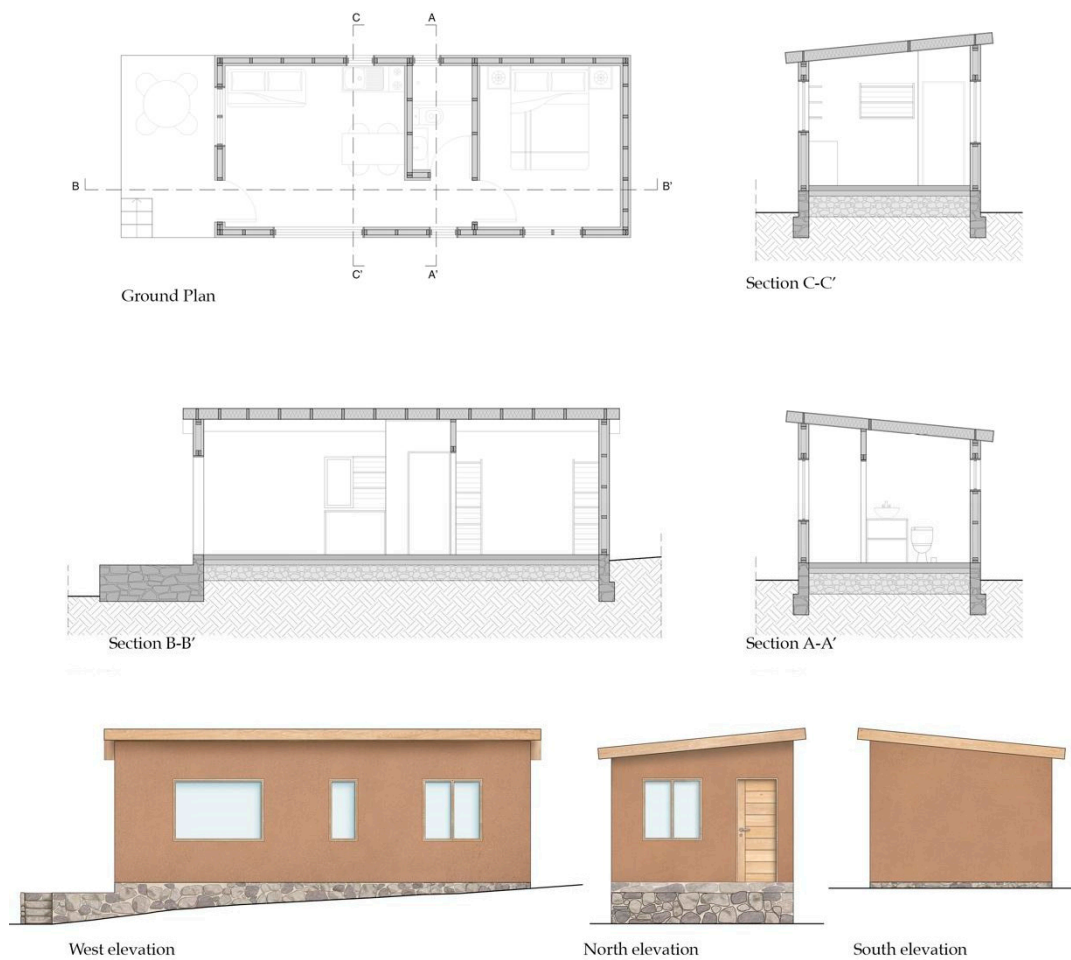 C A
B B'
C' A'
Ground Plan
Section C-C'
Section B-B'
Section A-A'
West elevation
North elevation
South elevation